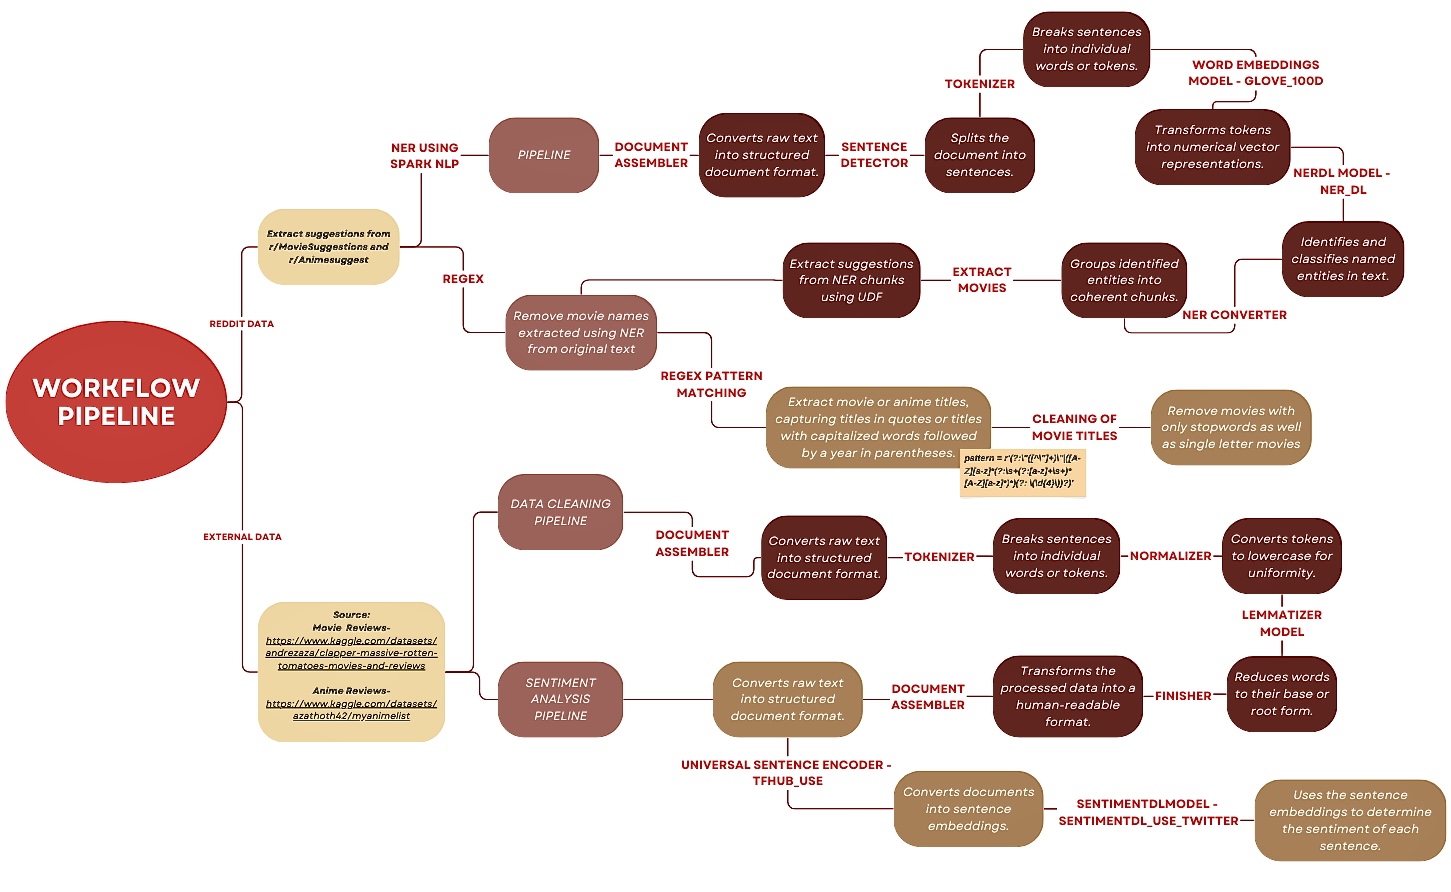 WORKFLOW
PIPELINE
REDDIT DATA
EXTERNAL DATA
Extract suggestions from
r/MovieSuggestions and
r/Animesuggest
NER USING
SPARK NLP
PIPELINE
DOCUMENT
ASSEMBLER
Converts raw text
into structured
document format.
SENTENCE
DETECTOR
Splits the
document into
sentences.
TOKENIZER
Breaks sentences
into individual
words or tokens.
WORD EMBEDDINGS
MODEL - GLOVE_100D
Transforms tokens
into numerical vector
representations.
NERDL MODEL -
NER_DL
Identifies and
classifies named
entities in text.
NER CONVERTER
Groups identified
entities into
coherent chunks.
EXTRACT
MOVIES
Extract suggestions
from NER chunks
using UDF
REGEX
Remove movie names
extracted using NER
from original text
REGEX PATTERN
MATCHING
Extract movie or anime titles,
capturing titles in quotes or titles
with capitalized words followed
by a year in parentheses.
pattern = r'(?:\"([^\"]+)\"|([A-
Z][a-z]*(?:\s+(?:[a-z]+\s+)*
[A-Z][a-z]*)*)(?: \(\d{4}\))?)'
CLEANING OF
MOVIE TITLES
Remove movies with
only stopwords as well
as single letter movies
Source:
Movie Reviews-
https://www.kaggle.com/datasets/
andrezaza/clapper-massive-rotten-
tomatoes-movies-and-reviews
Anime Reviews-
https://www.kaggle.com/datasets/
azathoth42/myanimelist
DATA CLEANING
PIPELINE
DOCUMENT
ASSEMBLER
Converts raw text
into structured
document format.
TOKENIZER
Breaks sentences
into individual
words or tokens.
NORMALIZER
Converts tokens
to lowercase for
uniformity.
LEMMATIZER
MODEL
Reduces words
to their base or
root form.
FINISHER
Transforms the
processed data into a
human-readable
format.
DOCUMENT
ASSEMBLER
SENTIMENT
ANALYSIS
PIPELINE
Converts raw text
into structured
document format.
UNIVERSAL SENTENCE ENCODER -
TFHUB_USE
Converts documents
into sentence
embeddings.
SENTIMENTDLMODEL -
SENTIMENTDL_USE_TWITTER
Uses the sentence
embeddings to determine
the sentiment of each
sentence.